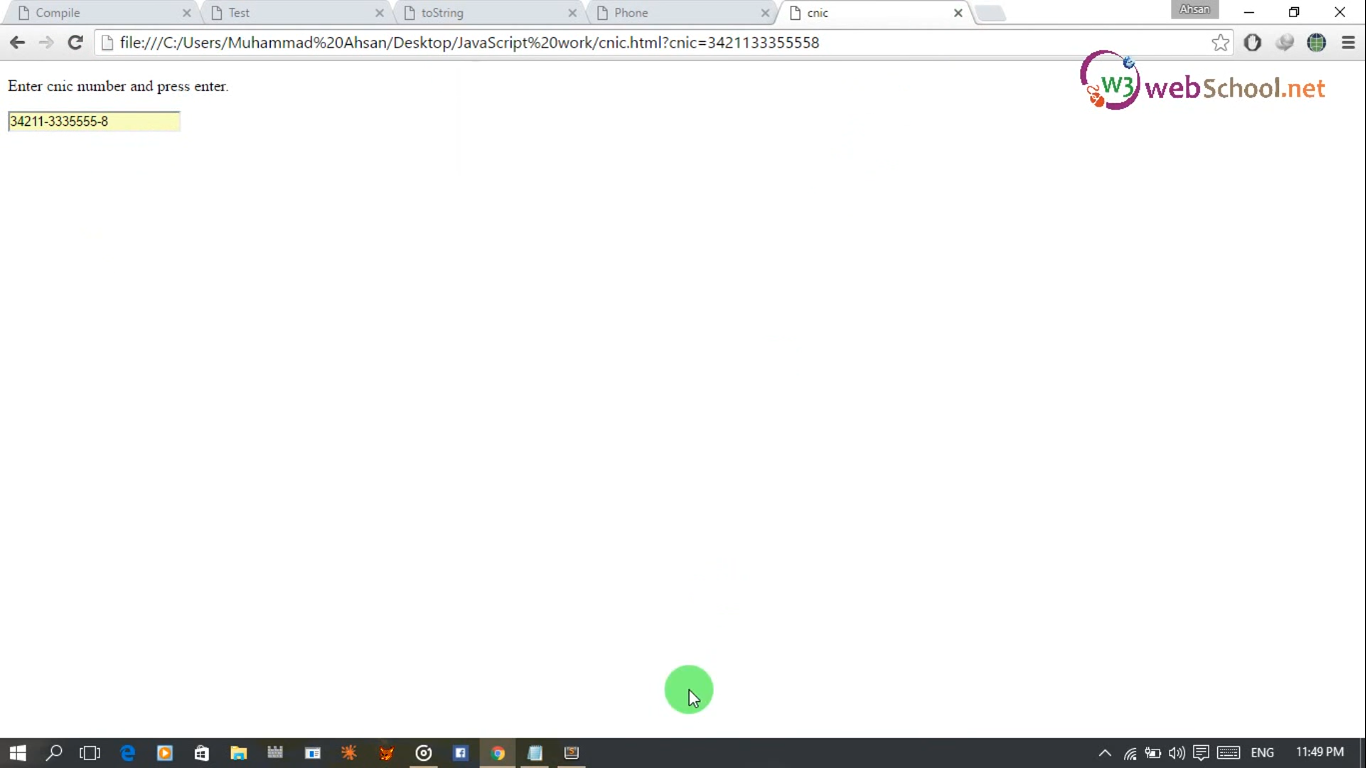 Compile
Test
toString
Phone
cnic
Ahsan
file:///C:/Users/Muhammad%20Ahsan/Desktop/JavaScript%20work/cnic.html?cnic=3421133355558
Enter cnic number and press enter.
W3 webSchool.net
34211-3335555-8
ENG
11:49 PM